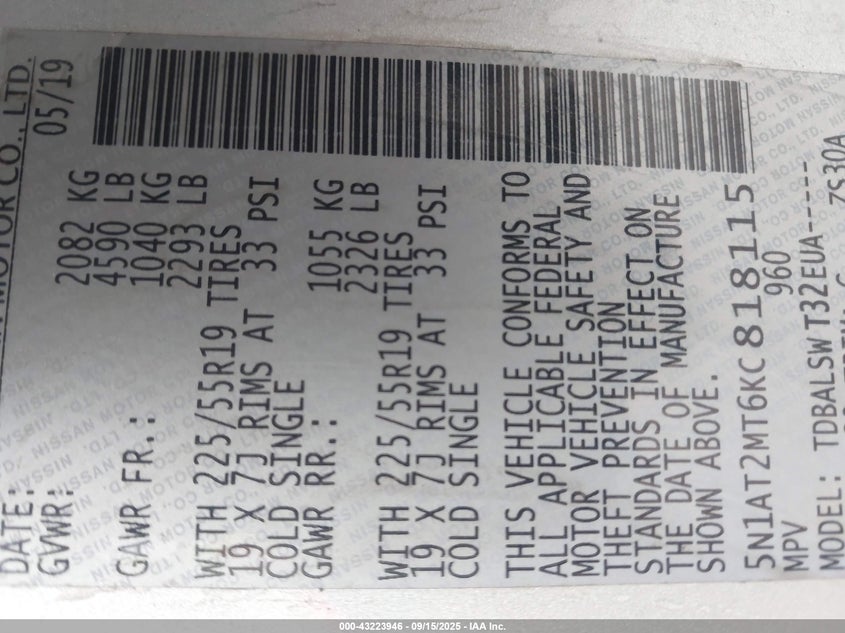 MOTOR CO., LTD.
DATE: 05/19
GVWR: 2082 KG
4590 LB
GAWR FR.: 1040 KG
2293 LB
WITH 225/55R19 TIRES
19 X 7J RIMS AT 33 PSI
COLD SINGLE
GAWR RR.: 1055 KG
2326 LB
WITH 225/55R19 TIRES
19 X 7J RIMS AT 33 PSI
COLD SINGLE
THIS VEHICLE CONFORMS TO
ALL APPLICABLE FEDERAL
MOTOR VEHICLE SAFETY AND
THEFT PREVENTION
STANDARDS IN EFFECT ON
THE DATE OF MANUFACTURE
SHOWN ABOVE.
5N1AT2MT6KC818115
MPV 960
MODEL: TDBALSWT32EUA-----
7S30A
000-43223946 - 09/15/2025 - IAA Inc.